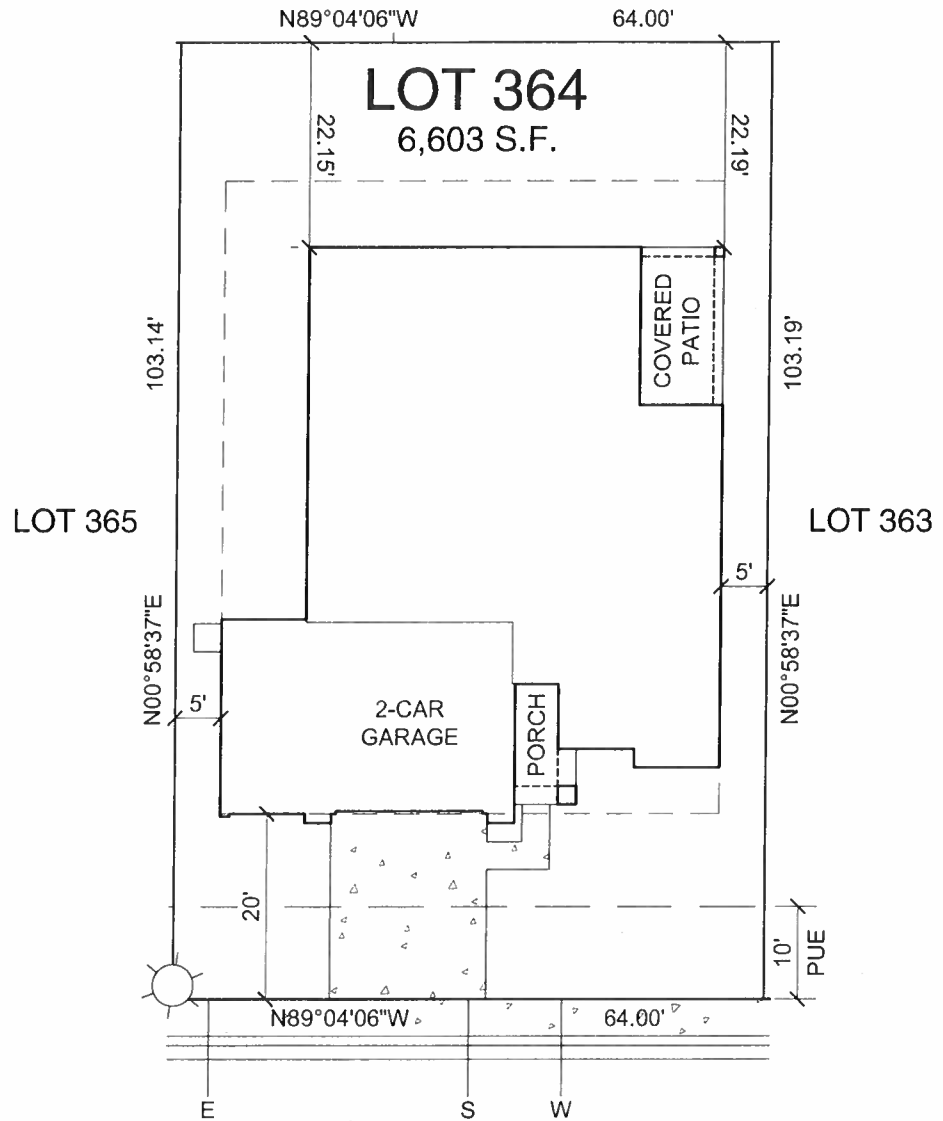 N89°04'06"W
64.00'
LOT 364
6,603 S.F.
22.15'
22.19'
COVERED
PATIO
103.14'
103.19'
LOT 365
LOT 363
5'
N00°58'37"E
N00°58'37"E
5'
2-CAR
GARAGE
PORCH
20'
10'
PUE
N89°04'06"W
64.00'
E
S
W